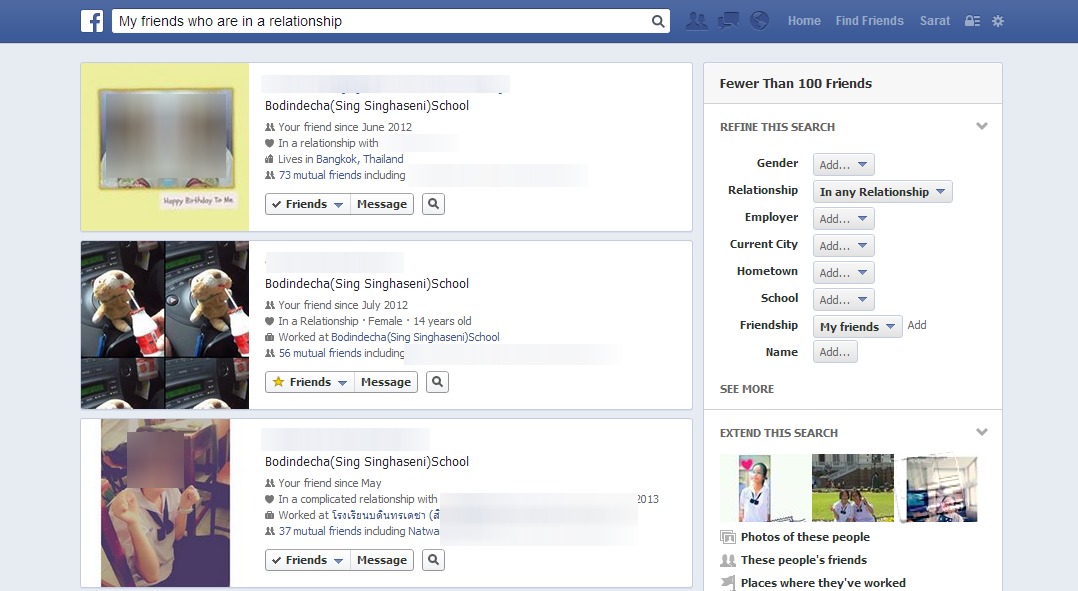 f
My friends who are in a relationship
Home
Find Friends
Sarat
Bodindecha(Sing Singhaseni)School
Your friend since June 2012
In a relationship with
Lives in Bangkok, Thailand
73 mutual friends including
Happy Birthday To Me
Friends
Message
Bodindecha(Sing Singhaseni)School
Your friend since July 2012
In a Relationship · Female · 14 years old
Worked at Bodindecha(Sing Singhaseni)School
56 mutual friends including
Friends
Message
Bodindecha(Sing Singhaseni)School
Your friend since May
In a complicated relationship with 2013
Worked at โรงเรียนบดินทรเดชา (สิ
37 mutual friends including Natwa
Friends
Message
Fewer Than 100 Friends
REFINE THIS SEARCH
Gender Add...
Relationship In any Relationship
Employer Add...
Current City Add...
Hometown Add...
School Add...
Friendship My friends Add
Name Add...
SEE MORE
EXTEND THIS SEARCH
Photos of these people
These people's friends
Places where they've worked